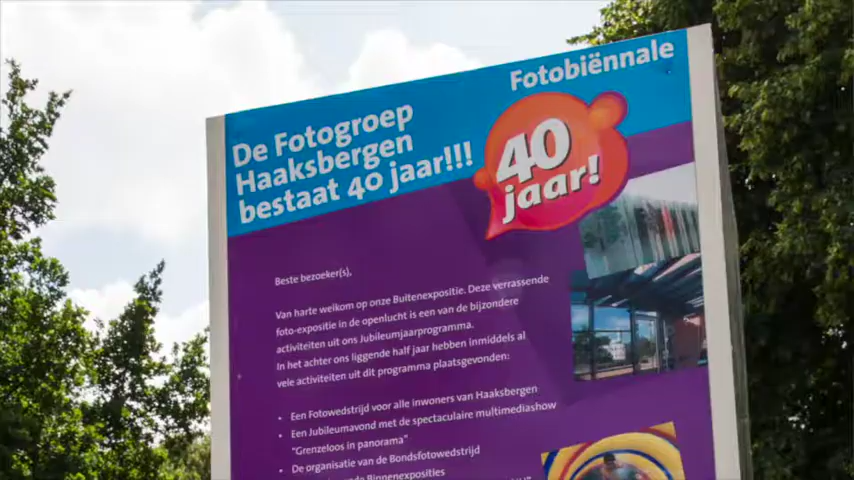 Fotobiënnale
De Fotogroep
Haaksbergen
bestaat 40 jaar!!!
40
jaar!
Beste bezoeker(s),
Van harte welkom op onze Buitenexpositie. Deze verrassende
foto-expositie in de openlucht is een van de bijzondere
activiteiten uit ons Jubileumjaarprogramma.
In het achter ons liggende half jaar hebben inmiddels al
vele activiteiten uit dit programma plaatsgevonden:
• Een Fotowedstrijd voor alle inwoners van Haaksbergen
• Een Jubileumavond met de spectaculaire multimediashow
"Grenzeloos in panorama"
• De organisatie van de Bondsfotowedstrijd
Binnenexposities